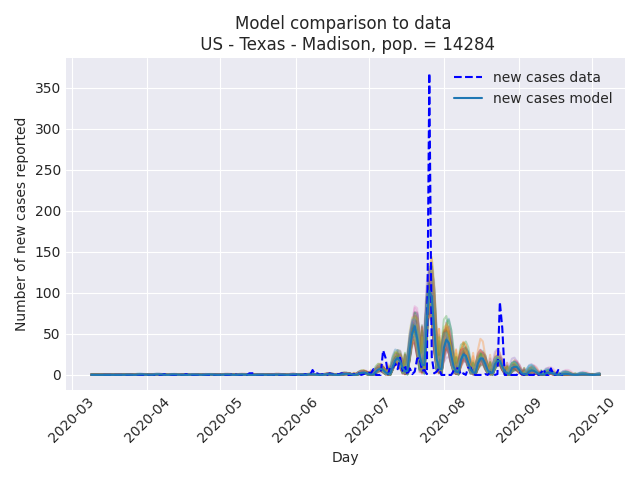 Model comparison to data
US - Texas - Madison, pop. = 14284
new cases data
new cases model
Number of new cases reported
350
300
250
200
150
100
50
0
2020-03
2020-04
2020-05
2020-06
2020-07
2020-08
2020-09
2020-10
Day